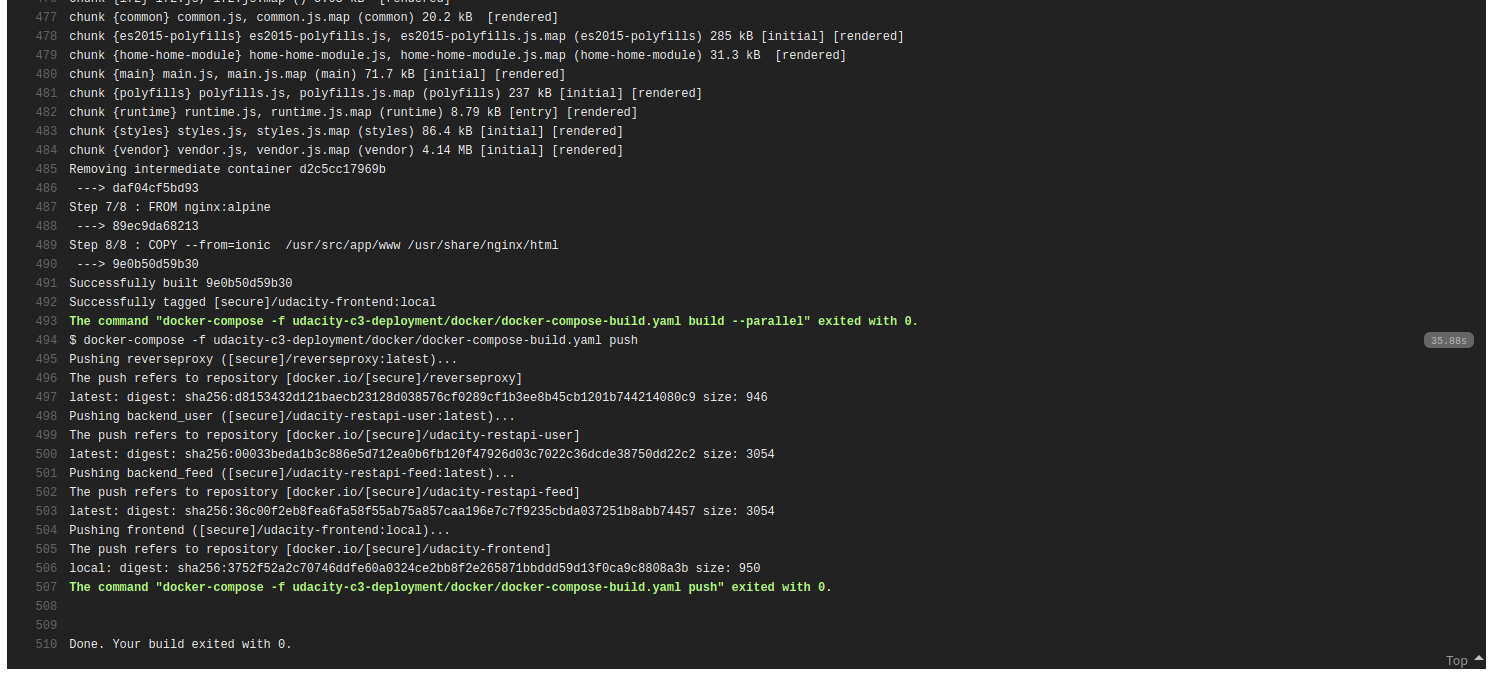 477 chunk {common} common.js, common.js.map (common) 20.2 kB  [rendered]
478 chunk {es2015-polyfills} es2015-polyfills.js, es2015-polyfills.js.map (es2015-polyfills) 285 kB [initial] [rendered]
479 chunk {home-home-module} home-home-module.js, home-home-module.js.map (home-home-module) 31.3 kB  [rendered]
480 chunk {main} main.js, main.js.map (main) 71.7 kB [initial] [rendered]
481 chunk {polyfills} polyfills.js, polyfills.js.map (polyfills) 237 kB [initial] [rendered]
482 chunk {runtime} runtime.js, runtime.js.map (runtime) 8.79 kB [entry] [rendered]
483 chunk {styles} styles.js, styles.js.map (styles) 86.4 kB [initial] [rendered]
484 chunk {vendor} vendor.js, vendor.js.map (vendor) 4.14 MB [initial] [rendered]
485 Removing intermediate container d2c5cc17969b
486  ---> daf04cf5bd93
487 Step 7/8 : FROM nginx:alpine
488  ---> 89ec9da68213
489 Step 8/8 : COPY --from=ionic  /usr/src/app/www /usr/share/nginx/html
490  ---> 9e0b50d59b30
491 Successfully built 9e0b50d59b30
492 Successfully tagged [secure]/udacity-frontend:local
493 The command "docker-compose -f udacity-c3-deployment/docker/docker-compose-build.yaml build --parallel" exited with 0.
494 $ docker-compose -f udacity-c3-deployment/docker/docker-compose-build.yaml push 35.88s
495 Pushing reverseproxy ([secure]/reverseproxy:latest)...
496 The push refers to repository [docker.io/[secure]/reverseproxy]
497 latest: digest: sha256:d8153432d121baecb23128d038576cf0289cf1b3ee8b45cb1201b744214080c9 size: 946
498 Pushing backend_user ([secure]/udacity-restapi-user:latest)...
499 The push refers to repository [docker.io/[secure]/udacity-restapi-user]
500 latest: digest: sha256:00033beda1b3c886e5d712ea0b6fb120f47926d03c7022c36dcde38750dd22c2 size: 3054
501 Pushing backend_feed ([secure]/udacity-restapi-feed:latest)...
502 The push refers to repository [docker.io/[secure]/udacity-restapi-feed]
503 latest: digest: sha256:36c00f2eb8fea6fa58f55ab75a857caa196e7c7f9235cbda037251b8abb74457 size: 3054
504 Pushing frontend ([secure]/udacity-frontend:local)...
505 The push refers to repository [docker.io/[secure]/udacity-frontend]
506 local: digest: sha256:3752f52a2c70746ddfe60a0324ce2bb8f2e265871bbddd59d13f0ca9c8808a3b size: 950
507 The command "docker-compose -f udacity-c3-deployment/docker/docker-compose-build.yaml push" exited with 0.
508
509
510 Done. Your build exited with 0.
Top